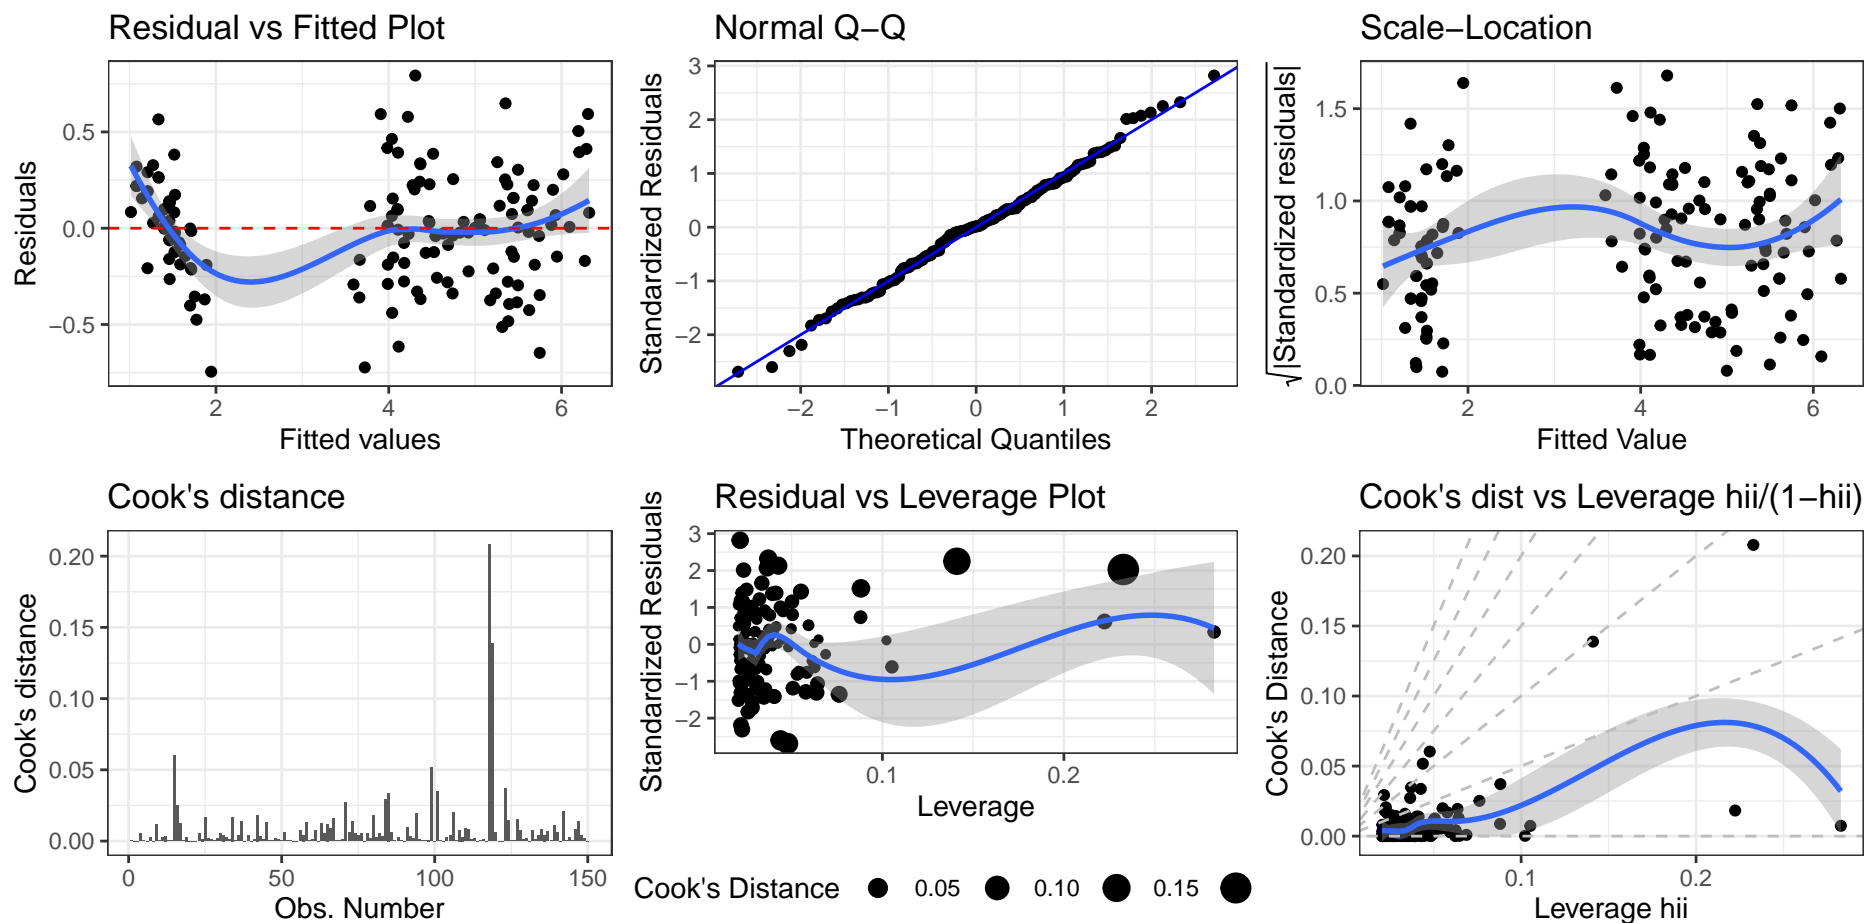 Residual vs Fitted Plot
Residuals
0.5
0.0
−0.5
2 4 6
Fitted values
Normal Q−Q
Standardized Residuals
3
2
1
0
−1
−2
−2 −1 0 1 2
Theoretical Quantiles
Scale−Location
√|Standardized residuals|
1.5
1.0
0.5
0.0
2 4 6
Fitted Value
Cook's distance
Cook's distance
0.20
0.15
0.10
0.05
0.00
0 50 100 150
Obs. Number
Residual vs Leverage Plot
Standardized Residuals
3
2
1
0
−1
−2
0.1 0.2
Leverage
Cook's Distance 0.05 0.10 0.15
Cook's dist vs Leverage hii/(1−hii)
Cook's Distance
0.20
0.15
0.10
0.05
0.00
0.1 0.2
Leverage hii